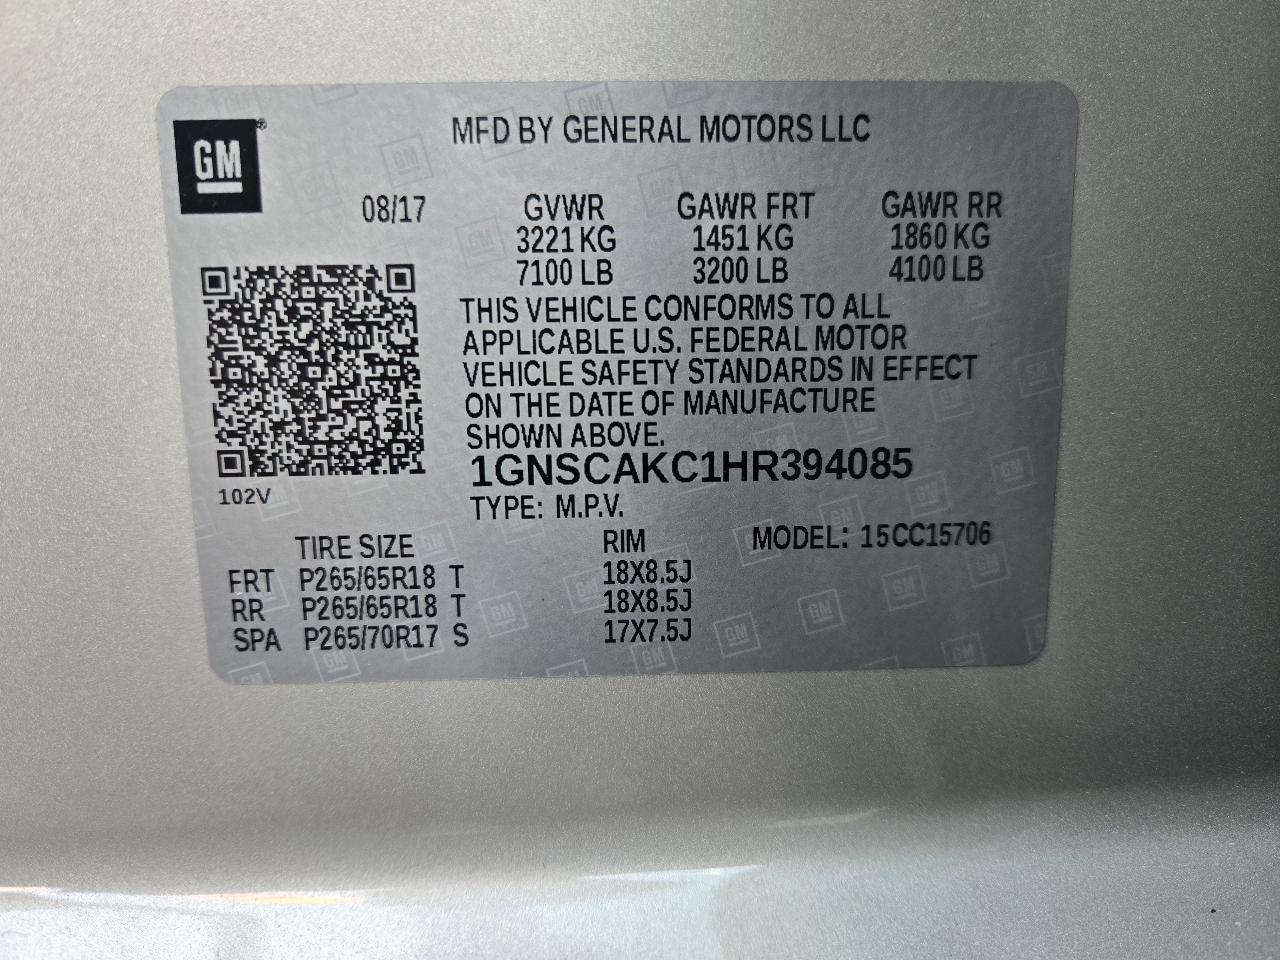 GM®
MFD BY GENERAL MOTORS LLC
08/17 GVWR GAWR FRT GAWR RR
3221 KG 1451 KG 1860 KG
7100 LB 3200 LB 4100 LB
THIS VEHICLE CONFORMS TO ALL
APPLICABLE U.S. FEDERAL MOTOR
VEHICLE SAFETY STANDARDS IN EFFECT
ON THE DATE OF MANUFACTURE
SHOWN ABOVE.
1GNSCAKC1HR394085
102V
TYPE: M.P.V.
TIRE SIZE RIM MODEL: 15CC15706
FRT P265/65R18 T 18X8.5J
RR P265/65R18 T 18X8.5J
SPA P265/70R17 S 17X7.5J